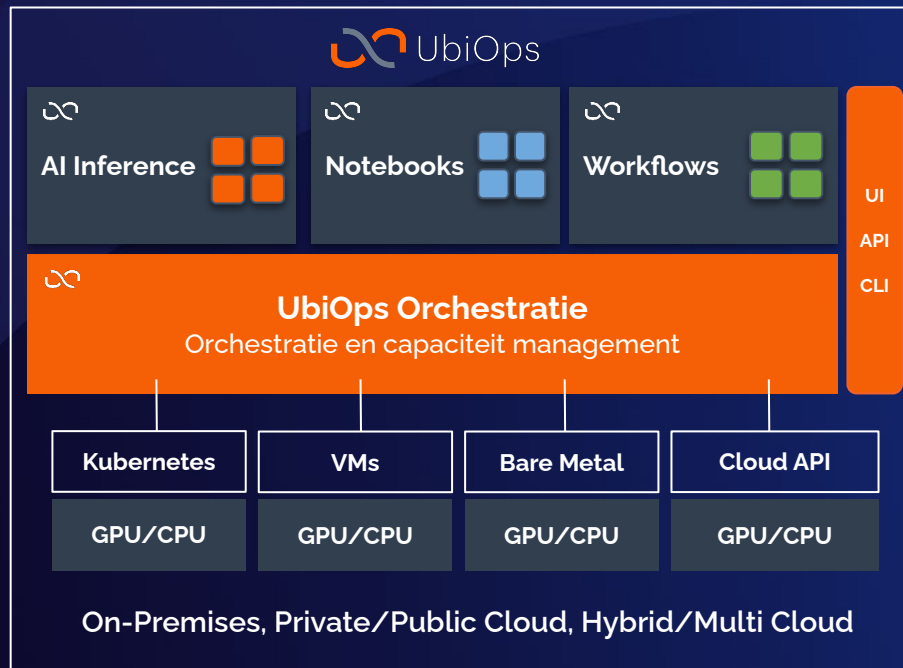 UbiOps
AI Inference
Notebooks
Workflows
UI
API
CLI
UbiOps Orchestratie
Orchestratie en capaciteit management
Kubernetes
VMs
Bare Metal
Cloud API
GPU/CPU
GPU/CPU
GPU/CPU
GPU/CPU
On-Premises, Private/Public Cloud, Hybrid/Multi Cloud